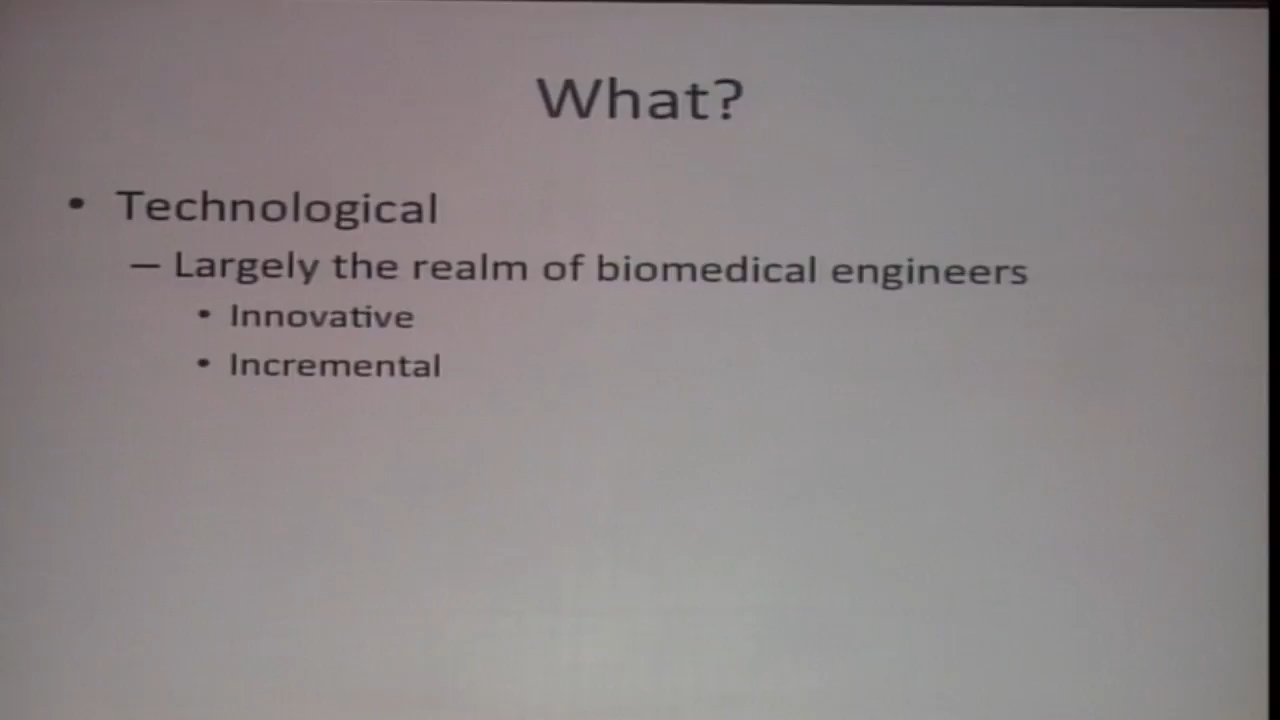 What?
• Technological
– Largely the realm of biomedical engineers
• Innovative
• Incremental